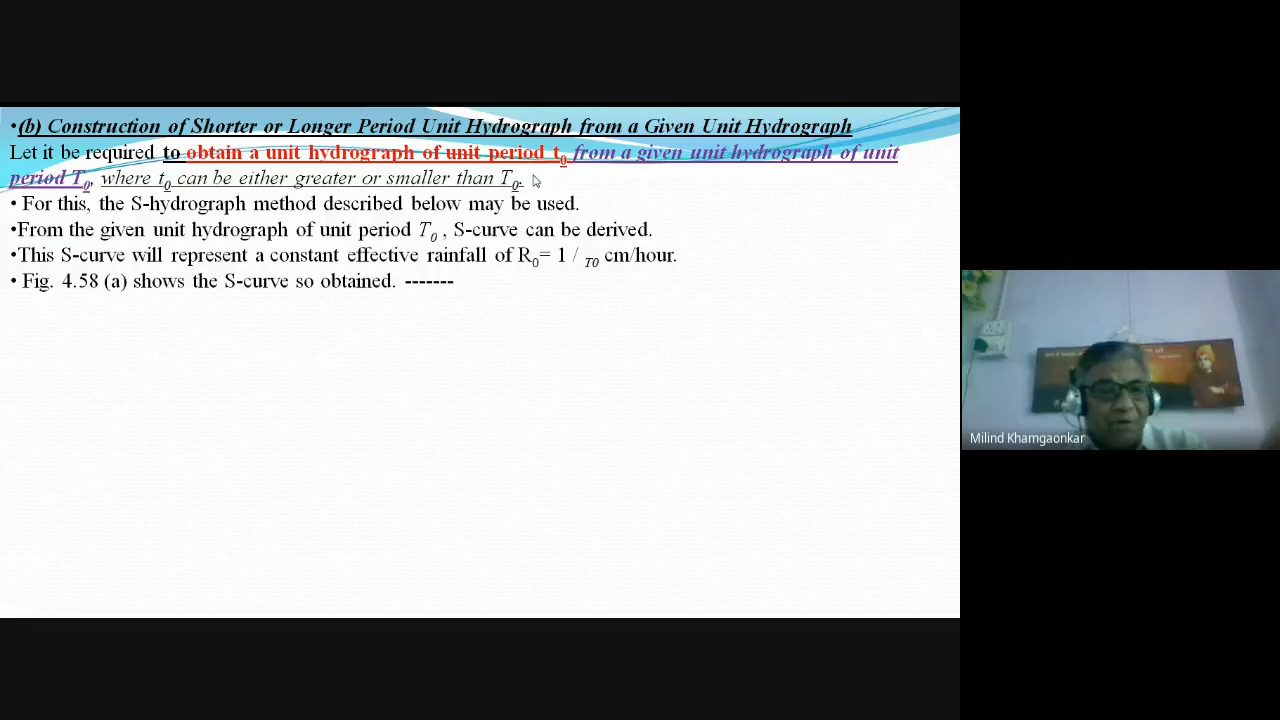 •(b) Construction of Shorter or Longer Period Unit Hydrograph from a Given Unit Hydrograph
Let it be required to obtain a unit hydrograph of unit period t0 from a given unit hydrograph of unit
period T0, where t0 can be either greater or smaller than T0.
• For this, the S-hydrograph method described below may be used.
•From the given unit hydrograph of unit period T0 , S-curve can be derived.
•This S-curve will represent a constant effective rainfall of R0= 1 / T0 cm/hour.
• Fig. 4.58 (a) shows the S-curve so obtained. -------
Milind Khamgaonkar